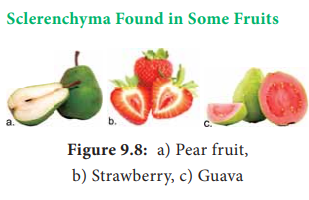 Sclerenchyma Found in Some Fruits
a. b. c.
Figure 9.8: a) Pear fruit,
b) Strawberry, c) Guava